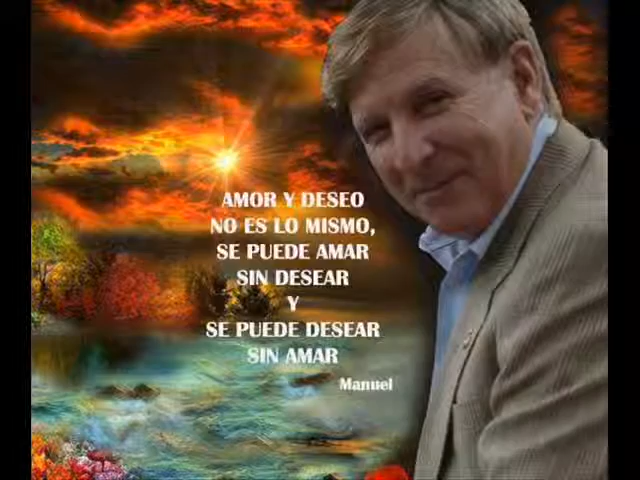 AMOR Y DESEO
NO ES LO MISMO,
SE PUEDE AMAR
SIN DESEAR
Y
SE PUEDE DESEAR
SIN AMAR
Manuel